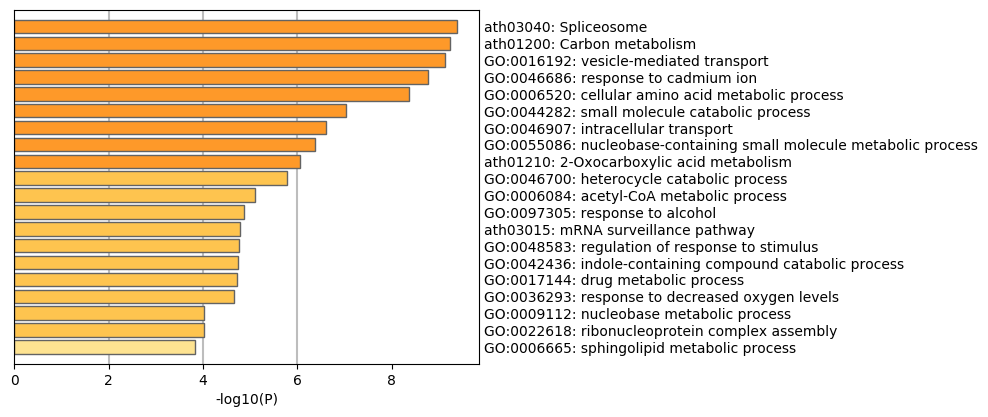 ath03040: Spliceosome
ath01200: Carbon metabolism
GO:0016192: vesicle-mediated transport
GO:0046686: response to cadmium ion
GO:0006520: cellular amino acid metabolic process
GO:0044282: small molecule catabolic process
GO:0046907: intracellular transport
GO:0055086: nucleobase-containing small molecule metabolic process
ath01210: 2-Oxocarboxylic acid metabolism
GO:0046700: heterocycle catabolic process
GO:0006084: acetyl-CoA metabolic process
GO:0097305: response to alcohol
ath03015: mRNA surveillance pathway
GO:0048583: regulation of response to stimulus
GO:0042436: indole-containing compound catabolic process
GO:0017144: drug metabolic process
GO:0036293: response to decreased oxygen levels
GO:0009112: nucleobase metabolic process
GO:0022618: ribonucleoprotein complex assembly
GO:0006665: sphingolipid metabolic process
0 2 4 6 8
-log10(P)